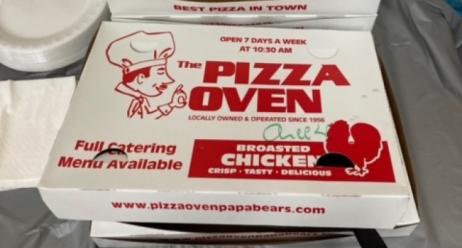 BEST PIZZA IN TOWN
OPEN 7 DAYS A WEEK
AT 10:30 AM
The PIZZA
OVEN
LOCALLY OWNED & OPERATED SINCE 1956
Full Catering
Menu Available
BROASTED
CHICKEN
CRISP · TASTY · DELICIOUS
www.pizzaovenpapabears.com